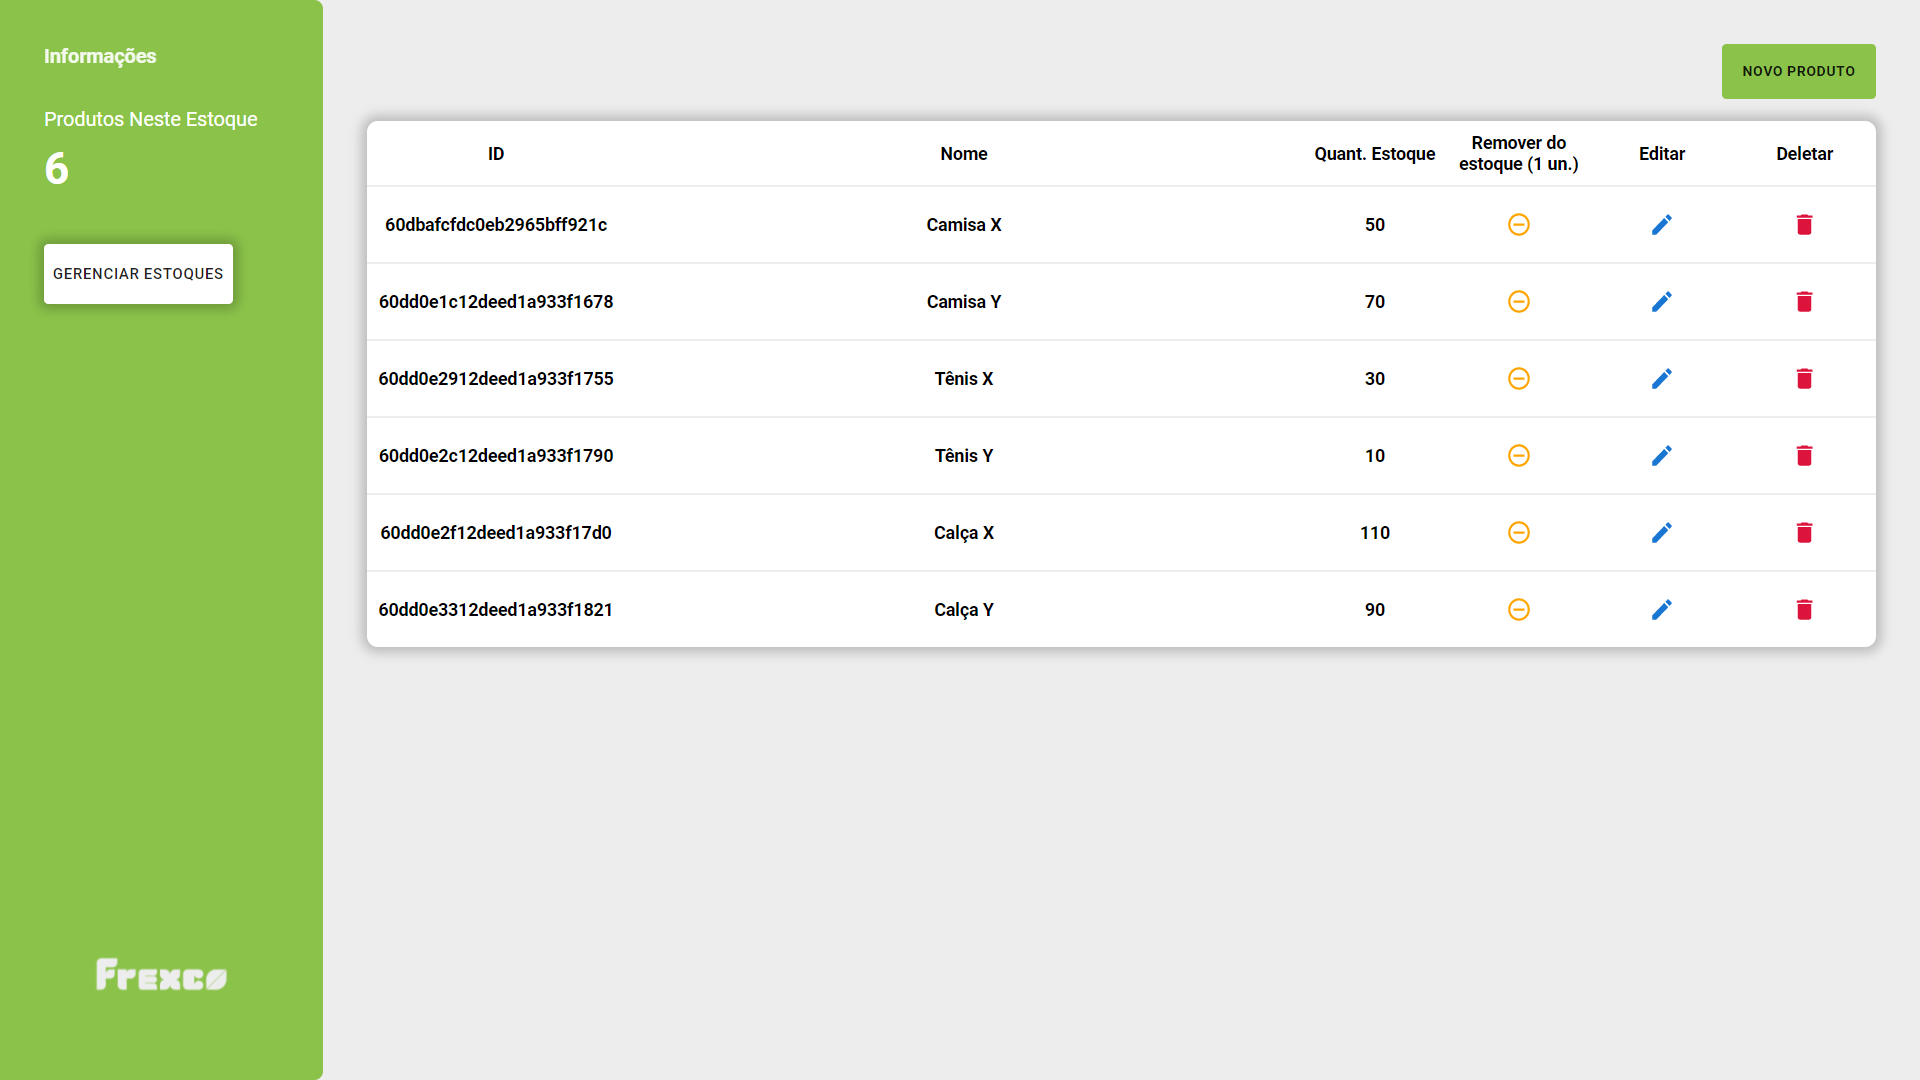 Informações
Produtos Neste Estoque
6
GERENCIAR ESTOQUES
Frexco
NOVO PRODUTO
ID Nome Quant. Estoque Remover do estoque (1 un.) Editar Deletar
60dbafcfdc0eb2965bff921c Camisa X 50
60dd0e1c12deed1a933f1678 Camisa Y 70
60dd0e2912deed1a933f1755 Tênis X 30
60dd0e2c12deed1a933f1790 Tênis Y 10
60dd0e2f12deed1a933f17d0 Calça X 110
60dd0e3312deed1a933f1821 Calça Y 90